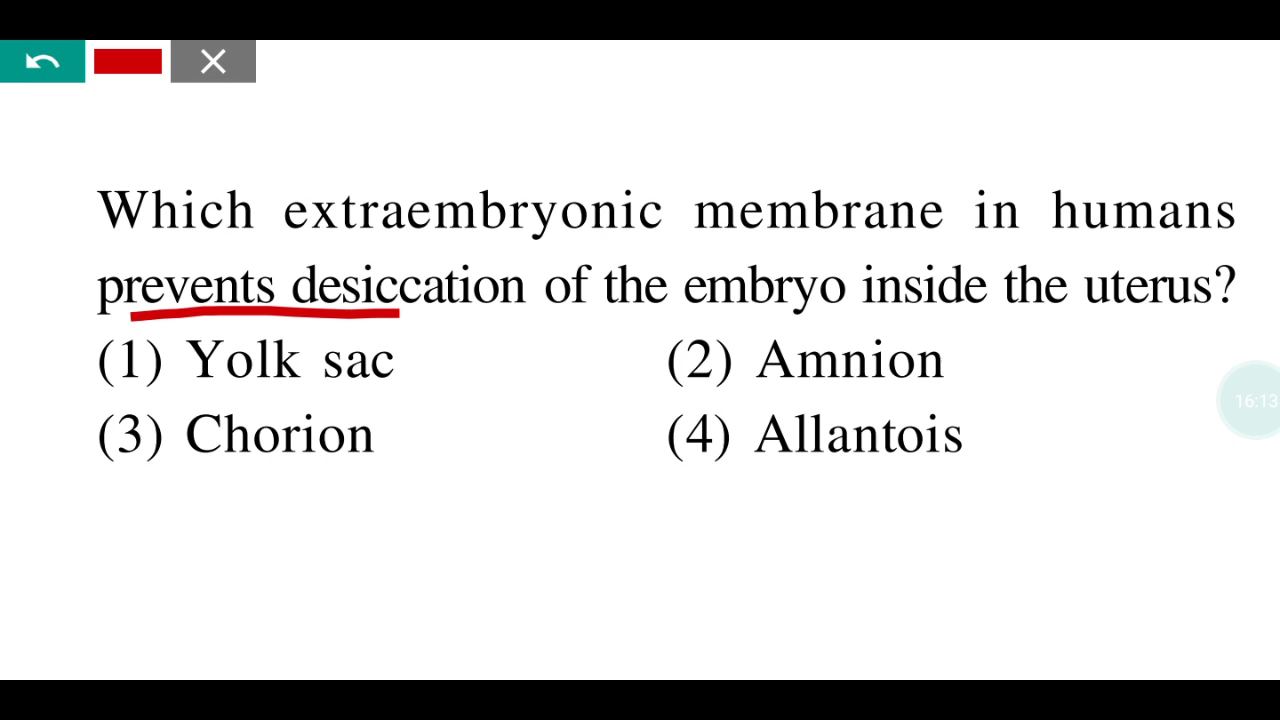 Which extraembryonic membrane in humans
prevents desiccation of the embryo inside the uterus?
(1) Yolk sac (2) Amnion
(3) Chorion (4) Allantois
16:13